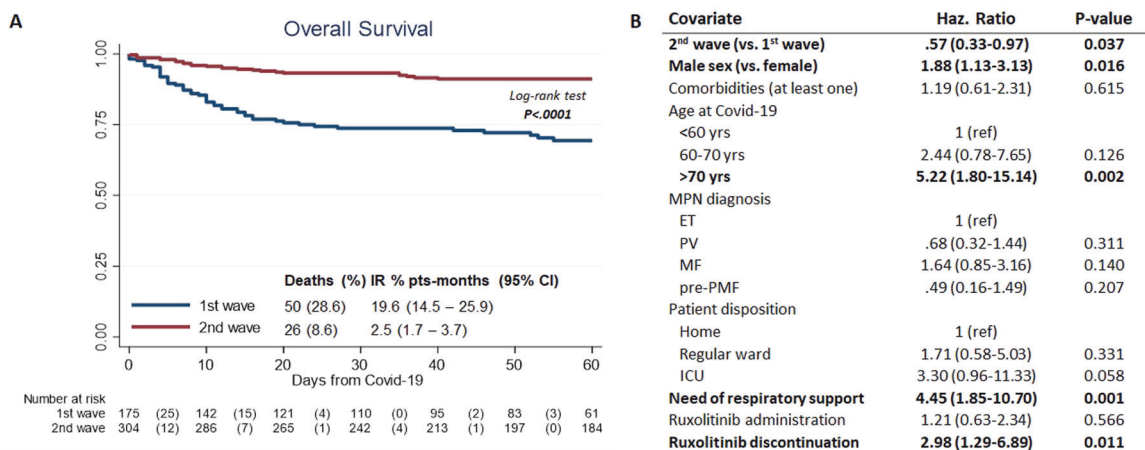 A
Overall Survival
1.00
0.75
0.50
0.25
0.00
Log-rank test
P<.0001
Deaths (%) IR % pts-months (95% CI)
1st wave 50 (28.6) 19.6 (14.5 – 25.9)
2nd wave 26 (8.6) 2.5 (1.7 – 3.7)
0 10 20 30 40 50 60
Days from Covid-19
Number at risk
1st wave 175 (25) 142 (15) 121 (4) 110 (0) 95 (2) 83 (3) 61
2nd wave 304 (12) 286 (7) 265 (1) 242 (4) 213 (1) 197 (0) 184
B
Covariate Haz. Ratio P-value
2nd wave (vs. 1st wave) .57 (0.33-0.97) 0.037
Male sex (vs. female) 1.88 (1.13-3.13) 0.016
Comorbidities (at least one) 1.19 (0.61-2.31) 0.615
Age at Covid-19
<60 yrs 1 (ref)
60-70 yrs 2.44 (0.78-7.65) 0.126
>70 yrs 5.22 (1.80-15.14) 0.002
MPN diagnosis
ET 1 (ref)
PV .68 (0.32-1.44) 0.311
MF 1.64 (0.85-3.16) 0.140
pre-PMF .49 (0.16-1.49) 0.207
Patient disposition
Home 1 (ref)
Regular ward 1.71 (0.58-5.03) 0.331
ICU 3.30 (0.96-11.33) 0.058
Need of respiratory support 4.45 (1.85-10.70) 0.001
Ruxolitinib administration 1.21 (0.63-2.34) 0.566
Ruxolitinib discontinuation 2.98 (1.29-6.89) 0.011